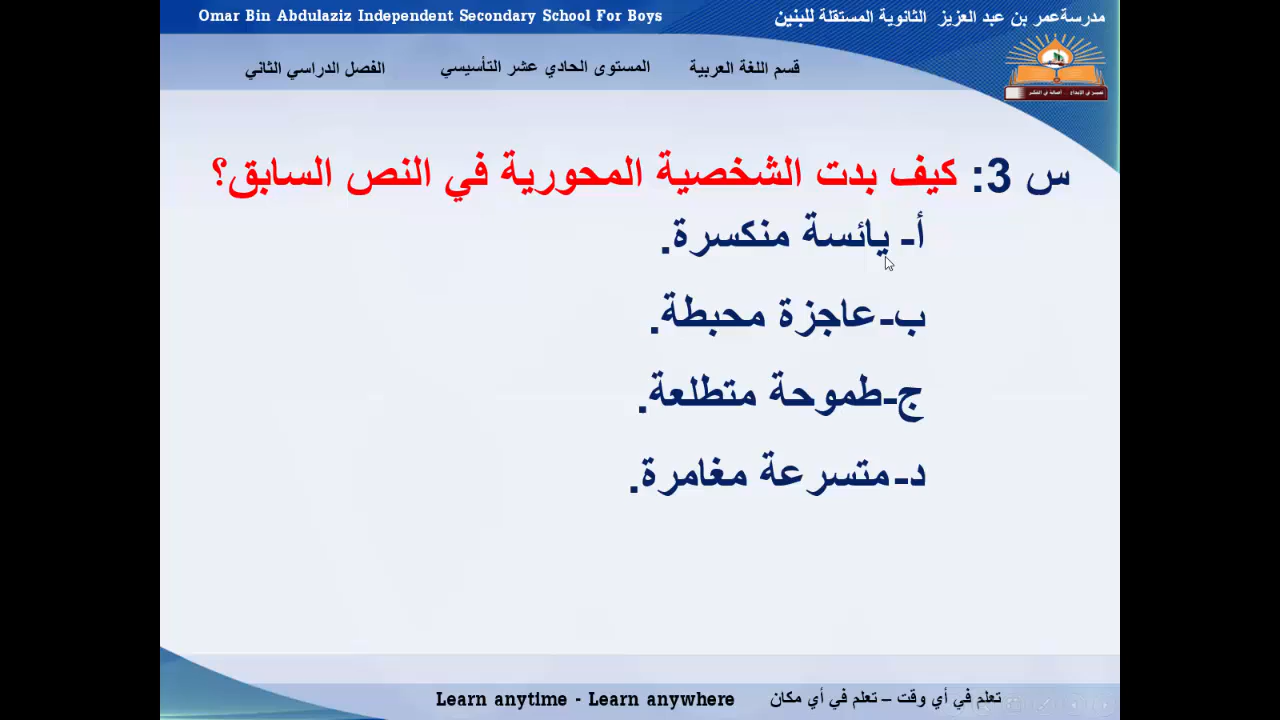 Omar Bin Abdulaziz Independent Secondary School For Boys
مدرسةعمر بن عبد العزيز الثانوية المستقلة للبنين
قسم اللغة العربية
المستوى الحادي عشر التأسيسي
الفصل الدراسي الثاني
س 3: كيف بدت الشخصية المحورية في النص السابق؟
أ- يائسة منكسرة.
ب-عاجزة محبطة.
ج-طموحة متطلعة.
د-متسرعة مغامرة.
تعلم في أي وقت – تعلم في أي مكان
Learn anytime - Learn anywhere